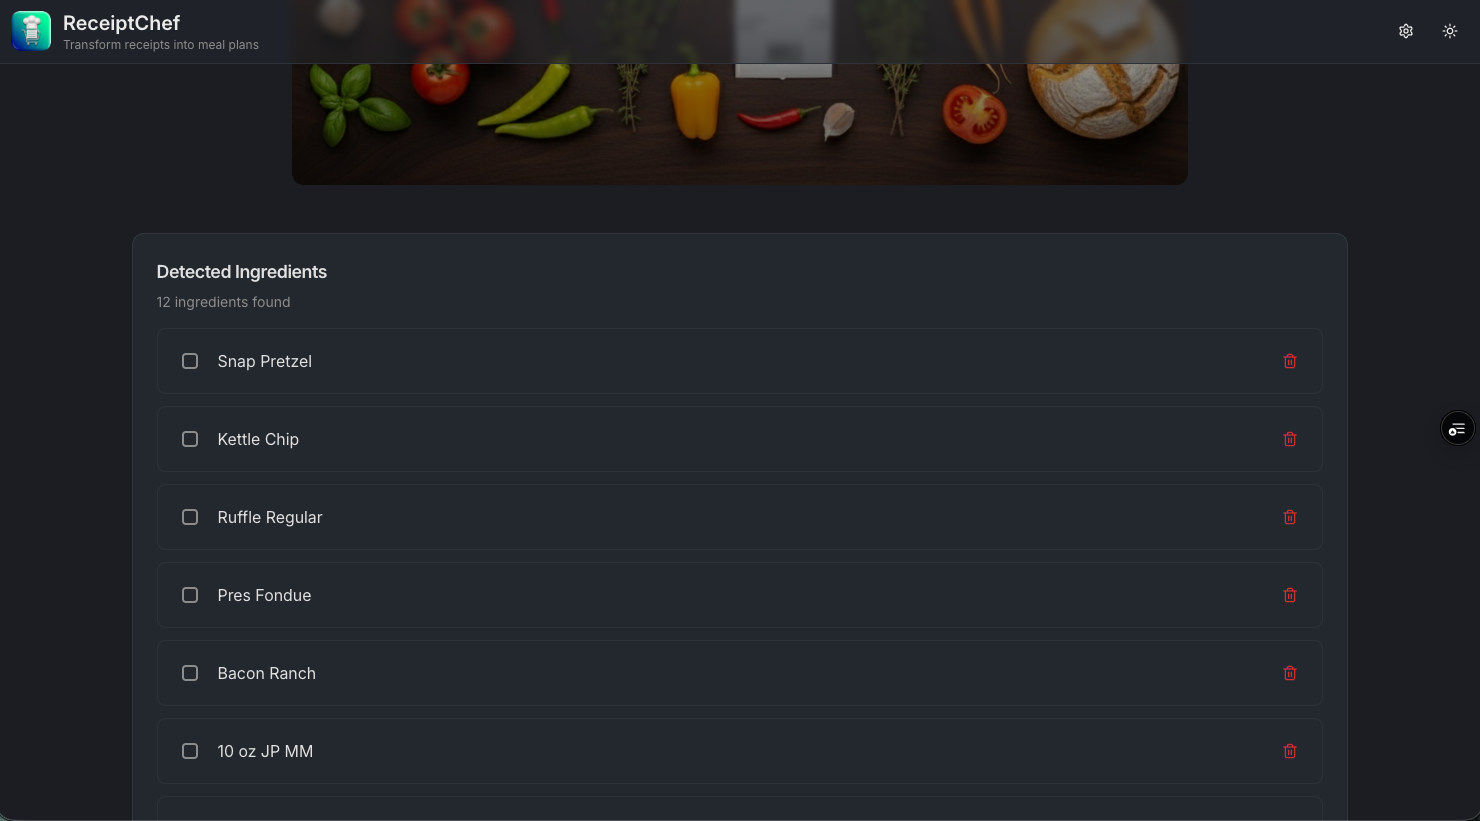 ReceiptChef
Transform receipts into meal plans
Detected Ingredients
12 ingredients found
Snap Pretzel
Kettle Chip
Ruffle Regular
Pres Fondue
Bacon Ranch
10 oz JP MM